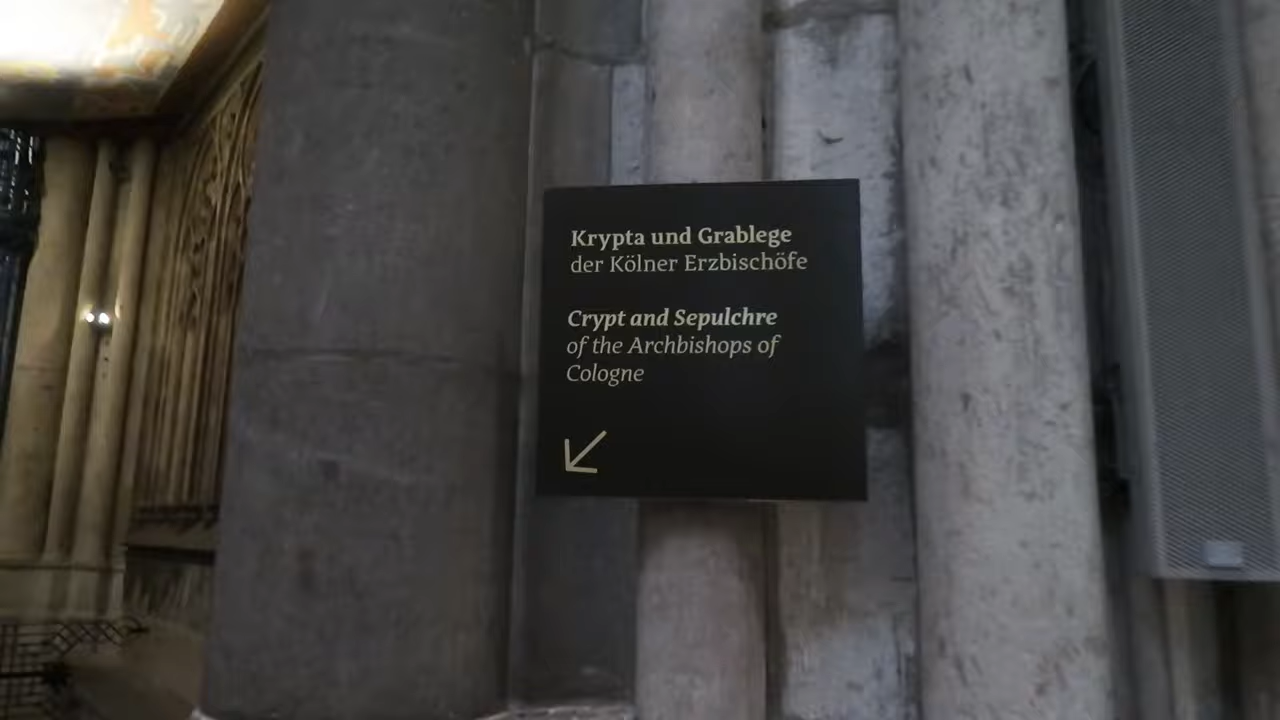 Krypta und Grablege
der Kölner Erzbischöfe
Crypt and Sepulchre
of the Archbishops of
Cologne